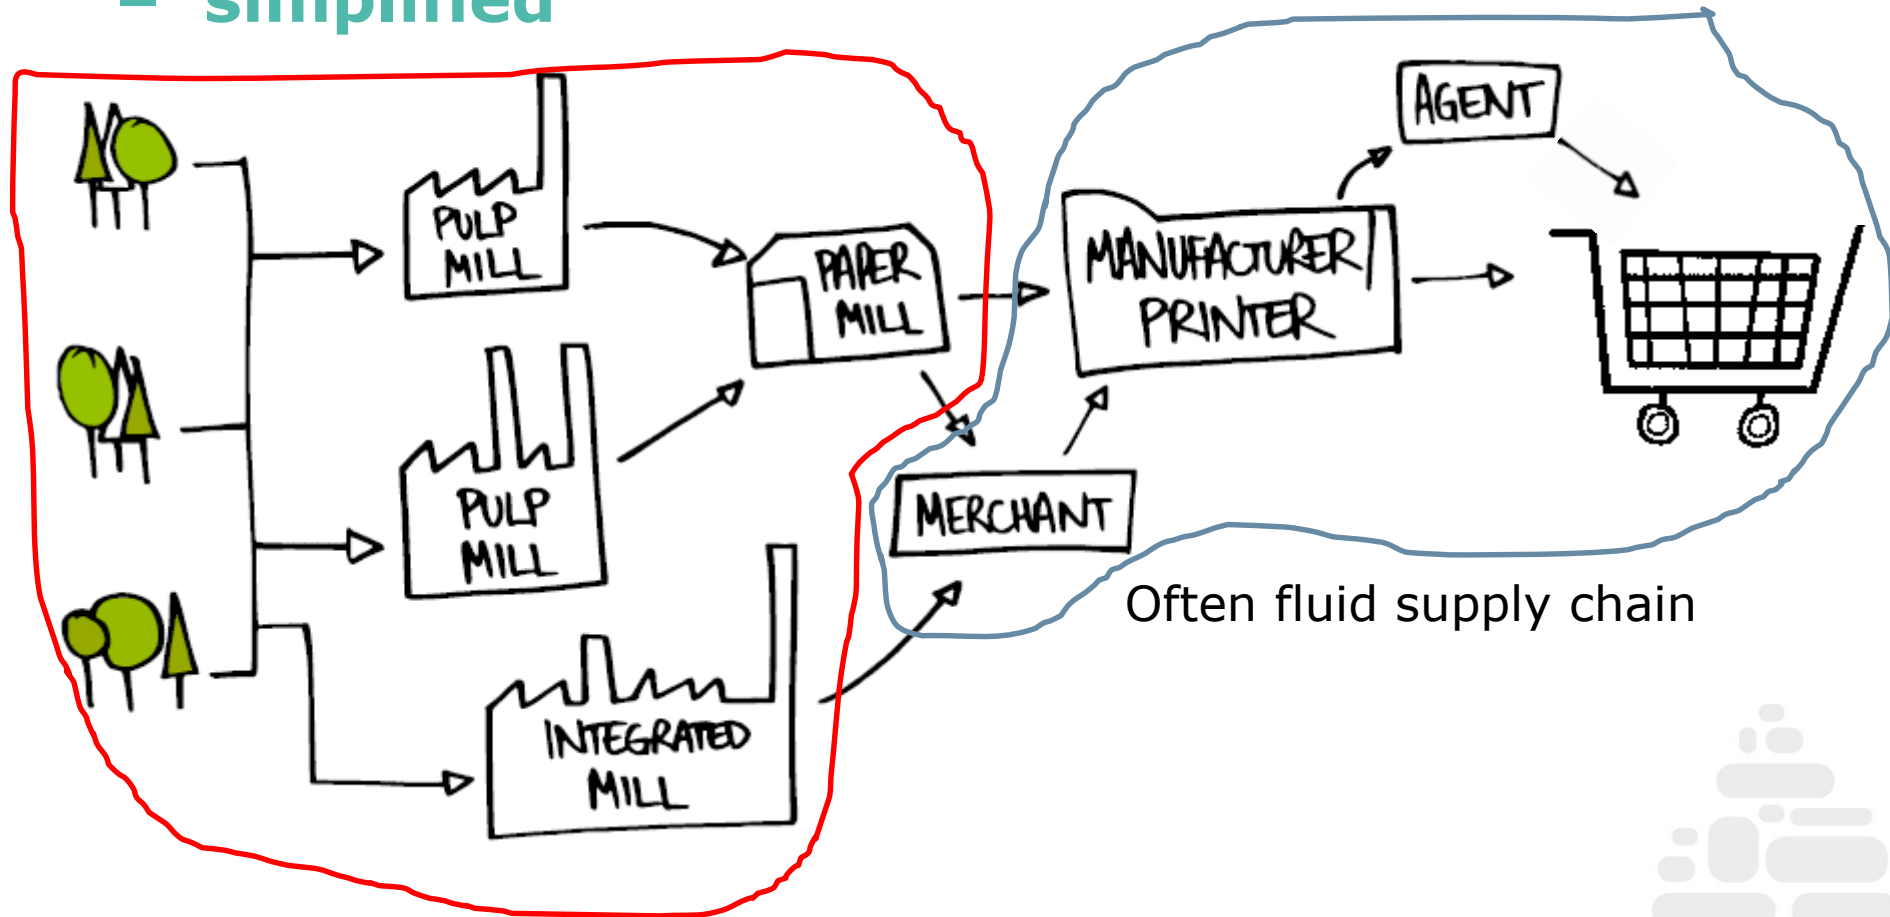 – simplified
PULP
MILL
PAPER
MILL
MANUFACTURER/
PRINTER
AGENT
PULP
MILL
MERCHANT
INTEGRATED
MILL
Often fluid supply chain